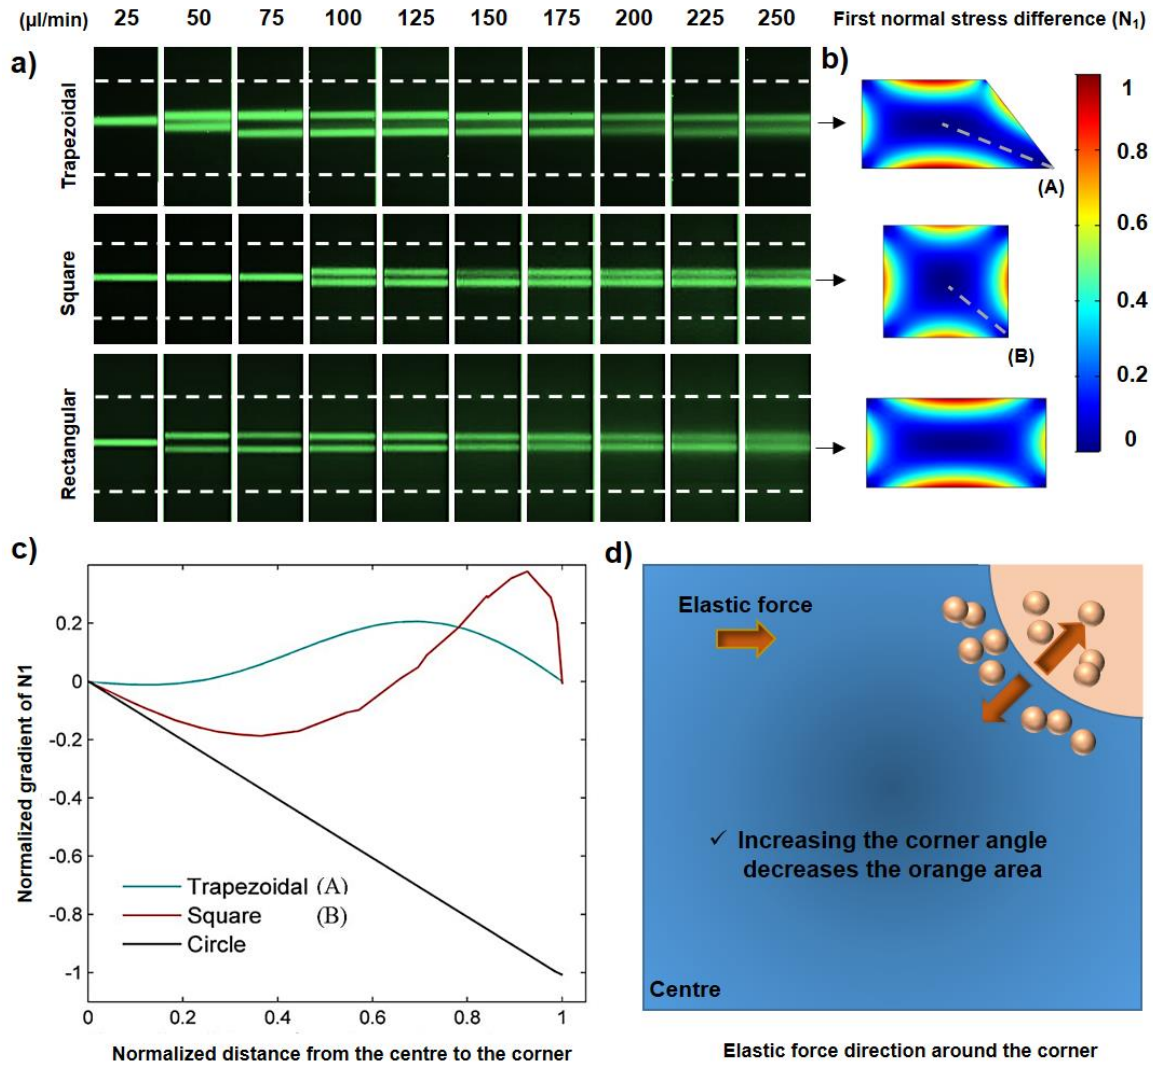 (µl/min) 25 50 75 100 125 150 175 200 225 250 First normal stress difference (N₁)
a)
Trapezoidal
Square
Rectangular
b)
(A)
(B)
1
0.8
0.6
0.4
0.2
0
c)
Normalized gradient of N1
0.2
0
-0.2
-0.4
-0.6
-0.8
-1
Trapezoidal (A)
Square (B)
Circle
0 0.2 0.4 0.6 0.8 1
Normalized distance from the centre to the corner
d)
Elastic force
✓ Increasing the corner angle
decreases the orange area
Centre
Elastic force direction around the corner